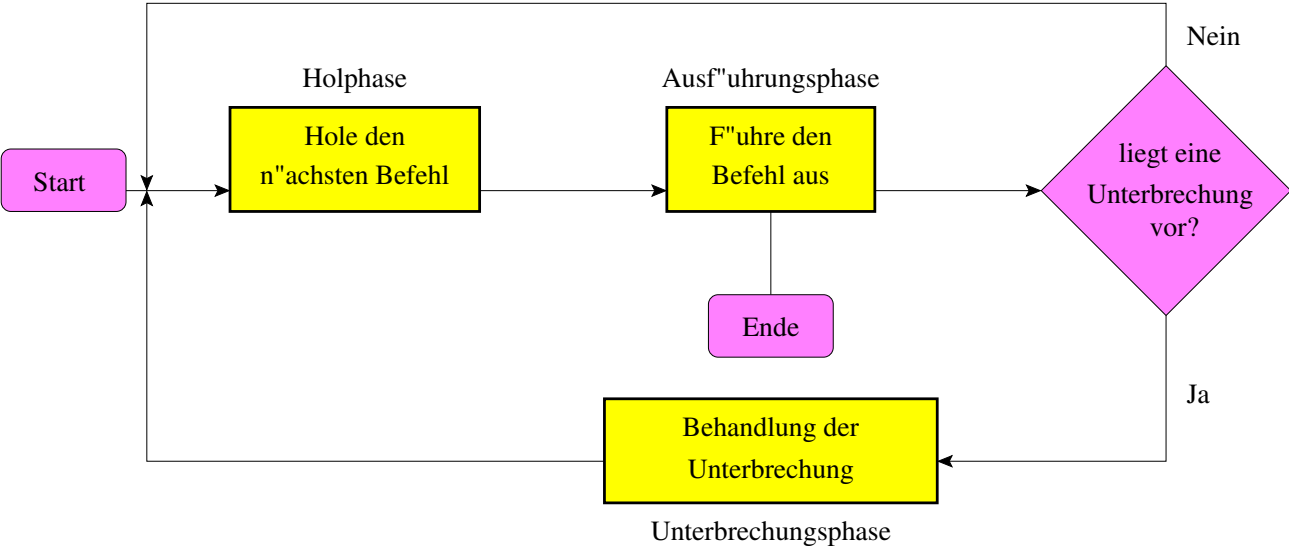 Nein
Holphase
Ausf"uhrungsphase
Start
Hole den
n"achsten Befehl
F"uhre den
Befehl aus
liegt eine
Unterbrechung
vor?
Ende
Ja
Behandlung der
Unterbrechung
Unterbrechungsphase